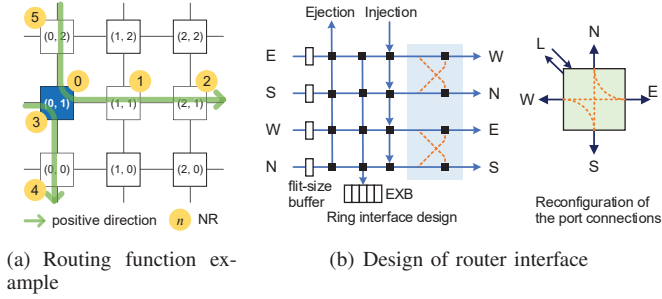 5
(0, 2)
(1, 2)
(2, 2)
0
1
2
(0, 1)
(1, 1)
(2, 1)
3
4
(0, 0)
(1, 0)
(2, 0)
positive direction
n NR
(a) Routing function ex-
ample
Ejection
Injection
E
W
S
N
W
E
N
S
flit-size
buffer
EXB
Ring interface design
L
N
W
E
S
Reconfiguration of
the port connections
(b) Design of router interface